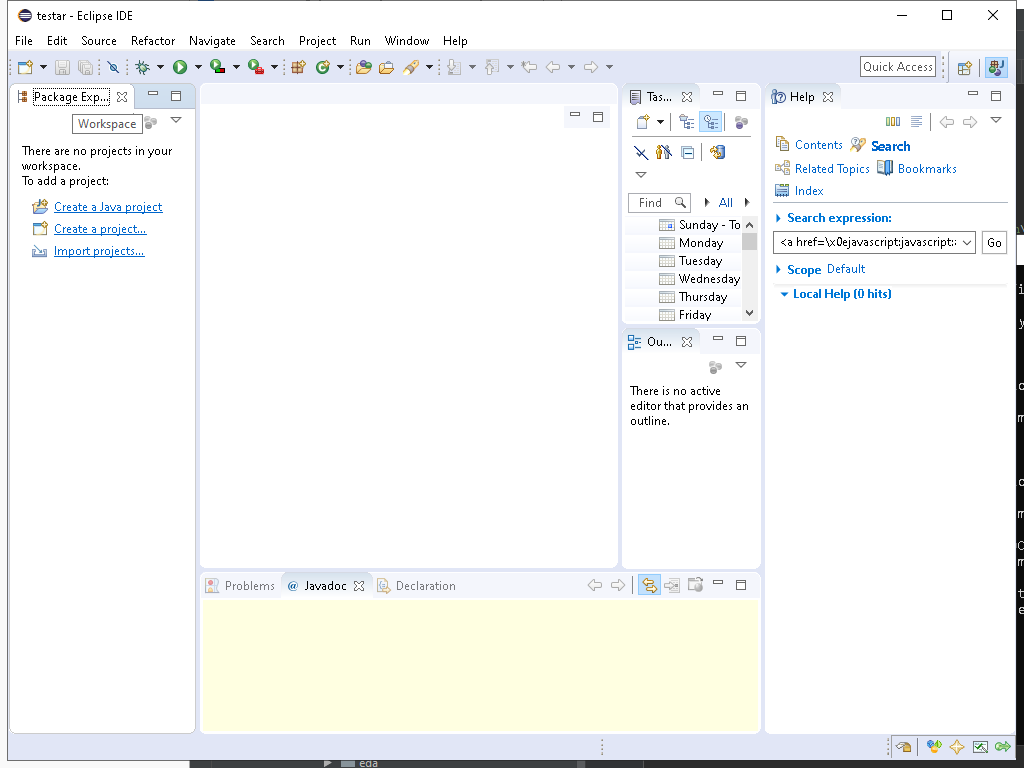 testar - Eclipse IDE
File Edit Source Refactor Navigate Search Project Run Window Help
Quick Access
Package Exp...
Workspace
There are no projects in your
workspace.
To add a project:
Create a Java project
Create a project...
Import projects...
Tas...
Find
All
Sunday - To
Monday
Tuesday
Wednesday
Thursday
Friday
Ou...
There is no active
editor that provides an
outline.
Help
Contents Search
Related Topics Bookmarks
Index
Search expression:
<a href=\x0ejavascript:javascript:
Go
Scope Default
Local Help (0 hits)
Problems @ Javadoc Declaration
eda